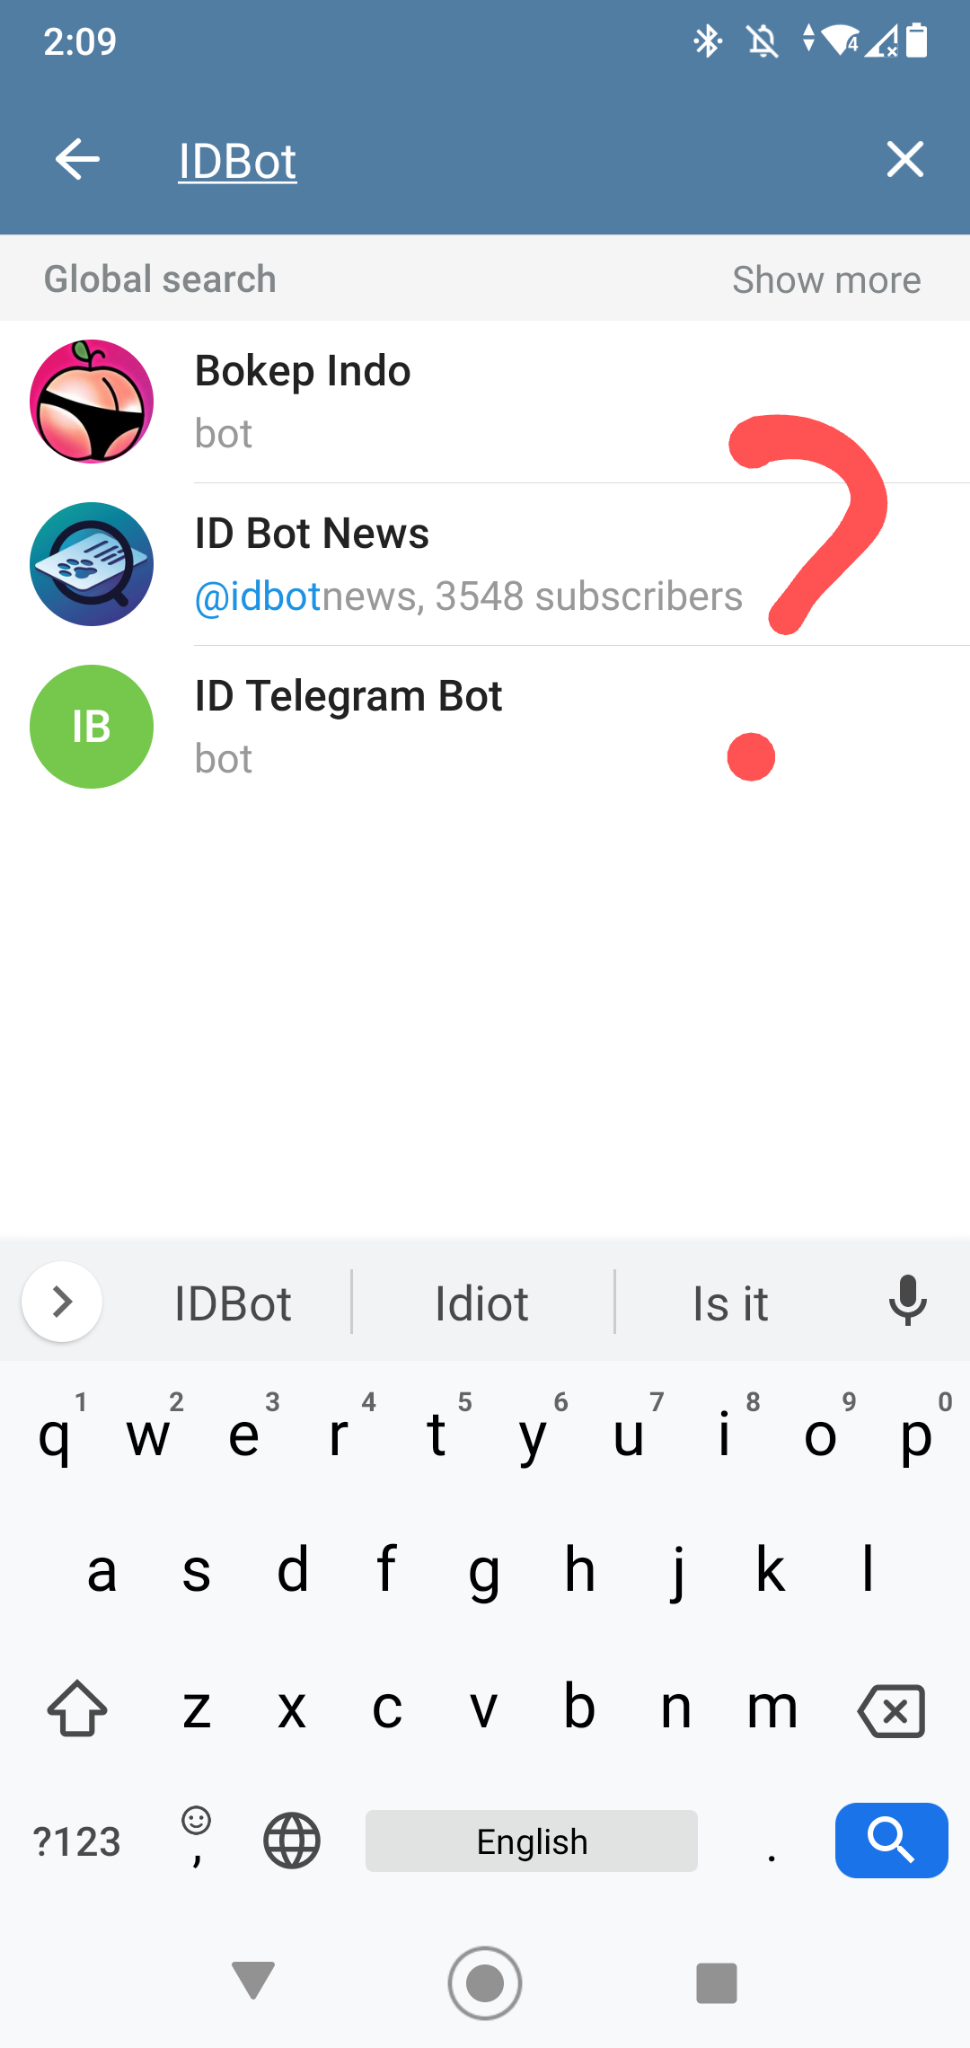 2:09
4
IDBot
Global search
Show more
Bokep Indo
bot
ID Bot News
@idbotnews, 3548 subscribers
IB
ID Telegram Bot
bot
?
IDBot
Idiot
Is it
1 2 3 4 5 6 7 8 9 0
q w e r t y u i o p
a s d f g h j k l
z x c v b n m
?123
,
English
.